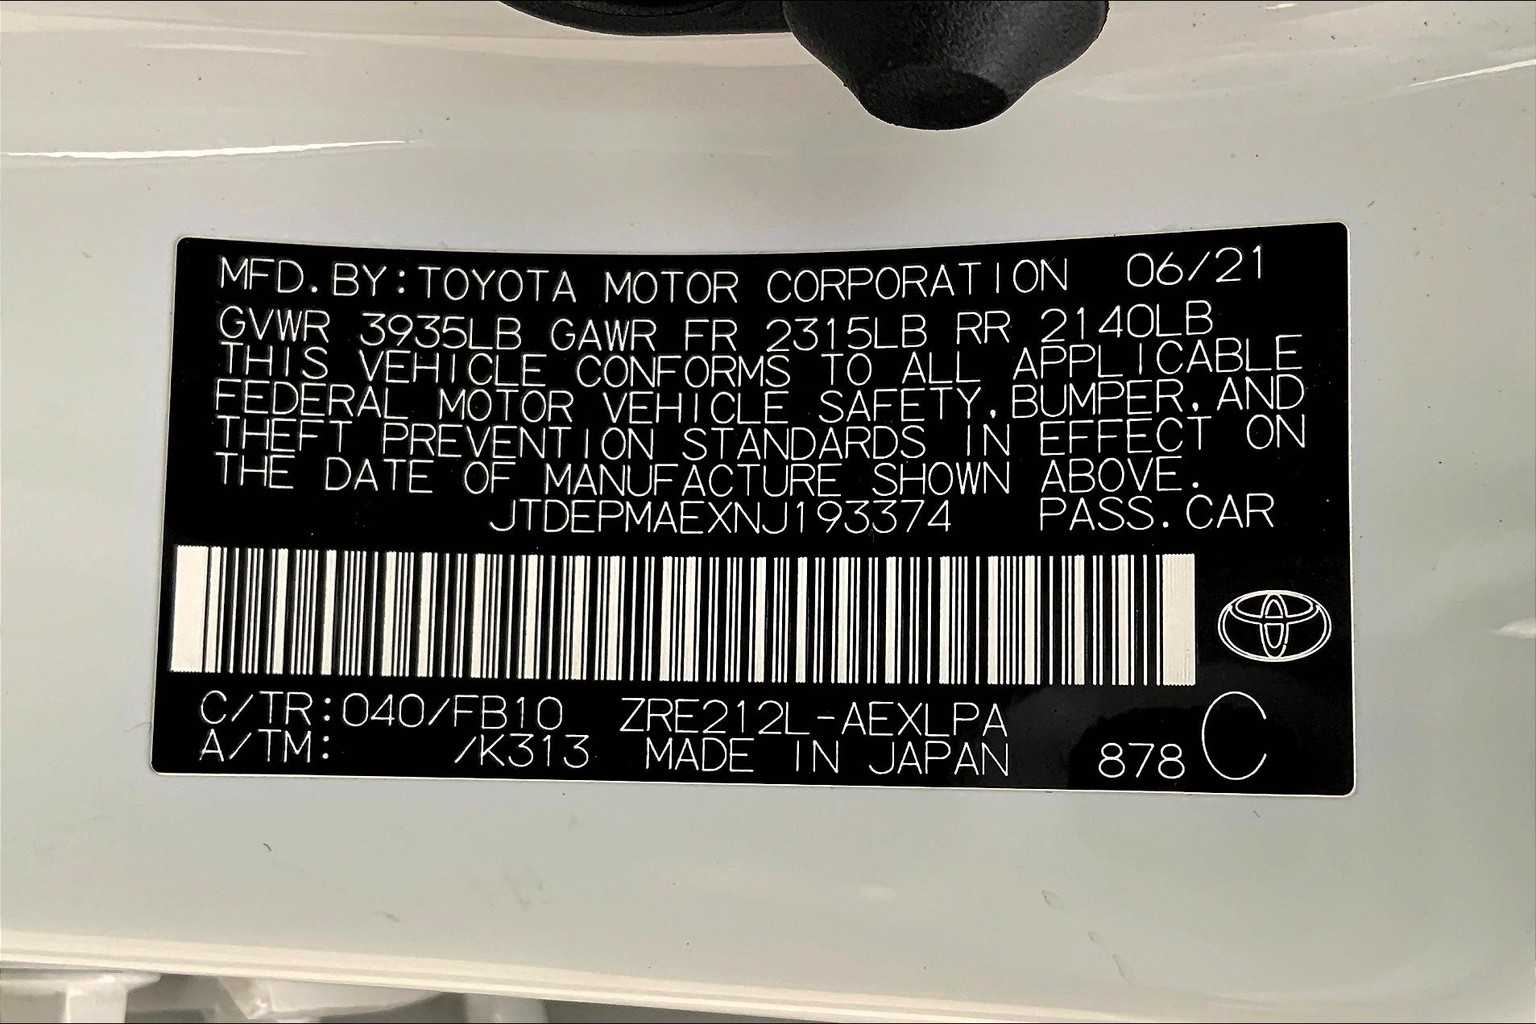 MFD. BY: TOYOTA MOTOR CORPORATION 06/21
GVWR 3935LB GAWR FR 2315LB RR 2140LB
THIS VEHICLE CONFORMS TO ALL APPLICABLE
FEDERAL MOTOR VEHICLE SAFETY, BUMPER, AND
THEFT PREVENTION STANDARDS IN EFFECT ON
THE DATE OF MANUFACTURE SHOWN ABOVE.
JTDEPMAEXNJ193374 PASS. CAR
C/TR: 040/FB10 ZRE212L-AEXLPA
A/TM: /K313 MADE IN JAPAN 878 C